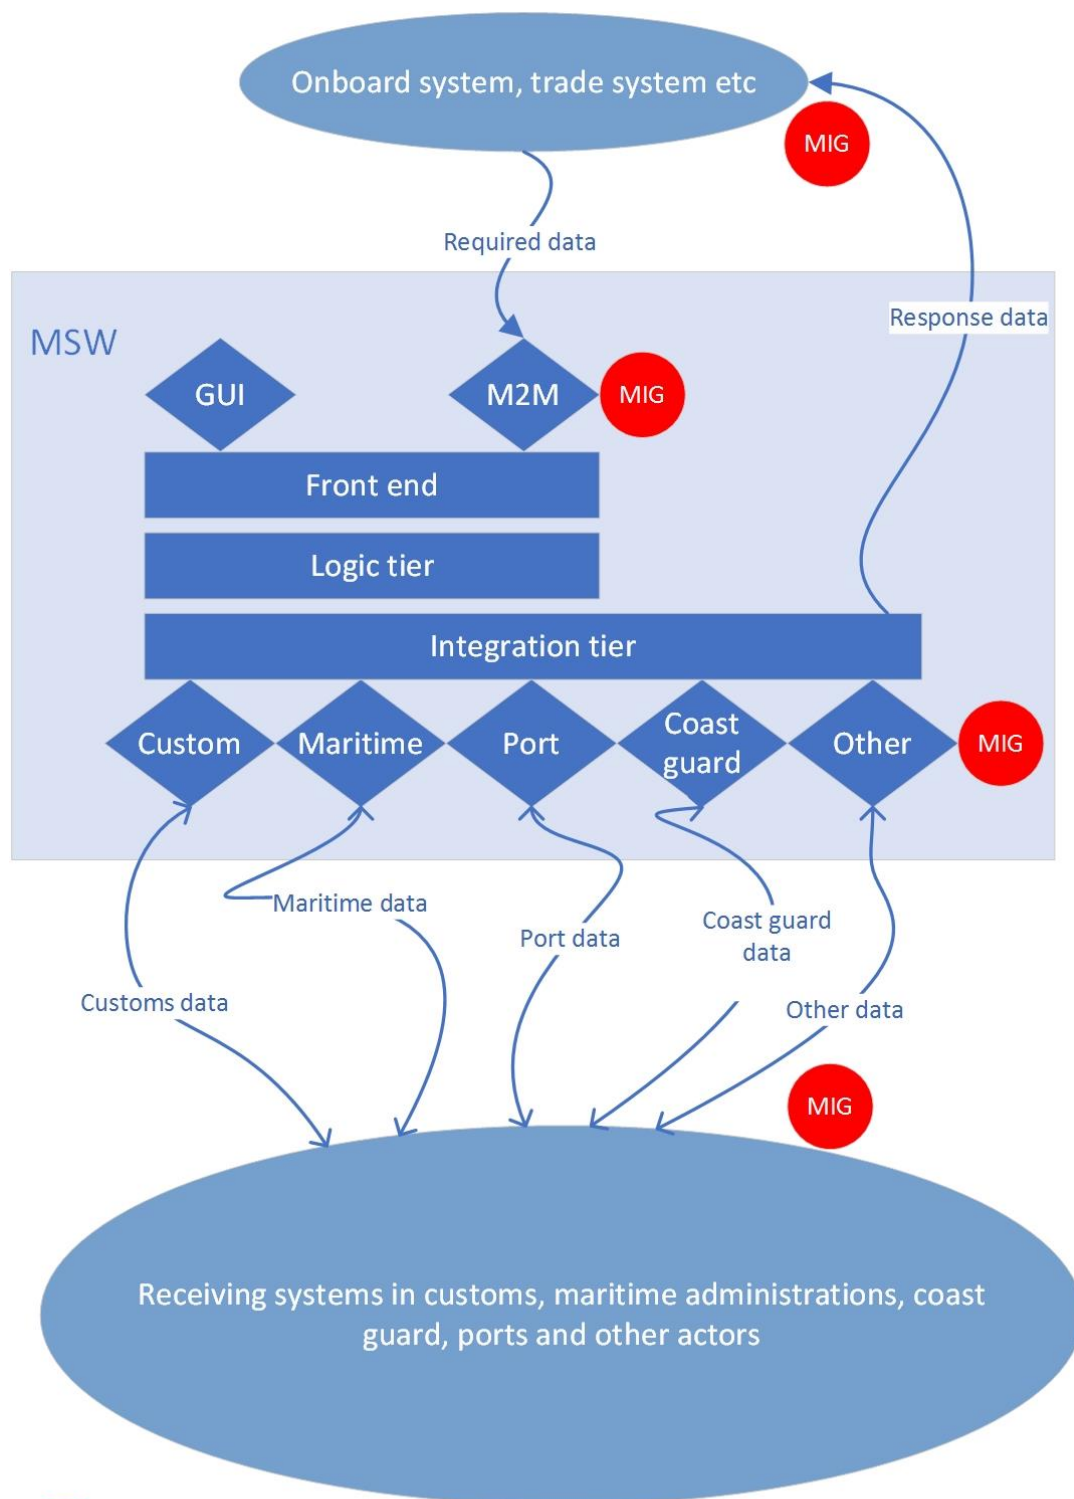 Onboard system, trade system etc
MIG
Required data
Response data
MSW
GUI
M2M
MIG
Front end
Logic tier
Integration tier
Custom
Maritime
Port
Coast
guard
Other
MIG
Maritime data
Coast guard
data
Port data
Customs data
Other data
MIG
Receiving systems in customs, maritime administrations, coast
guard, ports and other actors